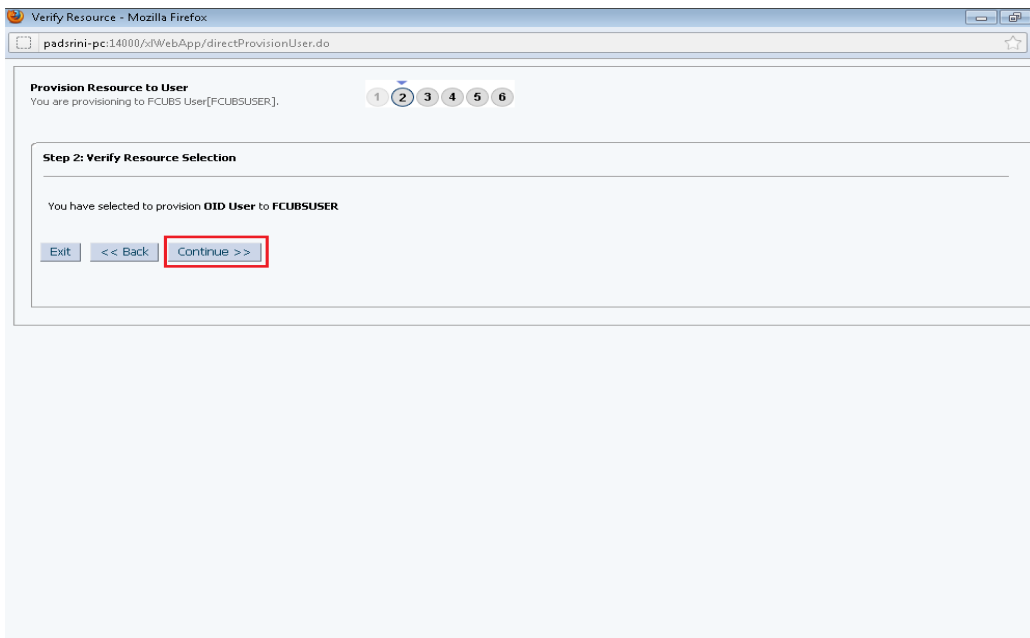 Verify Resource - Mozilla Firefox
padsrini-pc:14000/xlWebApp/directProvisionUser.do
Provision Resource to User
You are provisioning to FCUBS User[FCUBSUSER].
1 2 3 4 5 6
Step 2: Verify Resource Selection
You have selected to provision OID User to FCUBSUSER
Exit << Back Continue >>